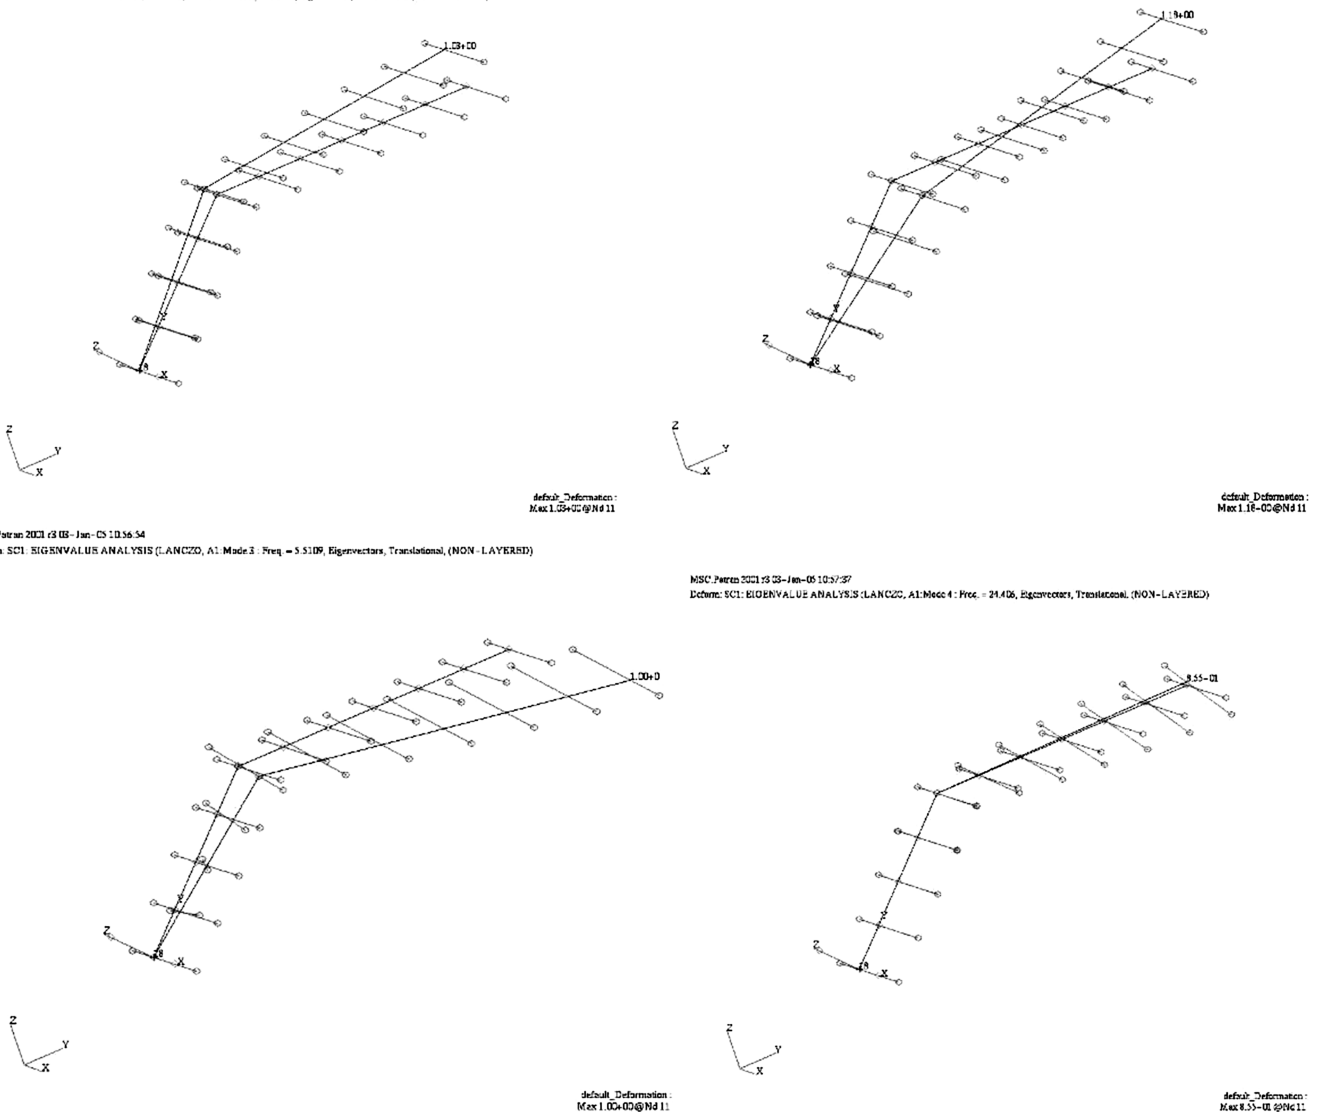 1.03+00
Z
X
Z
Y
X
default_Deformation :
Max 1.03+00 @Nd 11
1.18+00
Z
X
Z
Y
X
default_Deformation :
Max 1.18-00 @Nd 11
Patran 2001 r3 03-Jan-05 10:56:54
: SC1: EIGENVALUE ANALYSIS (LANCZO, A1:Mode 3 : Freq. = 5.5109, Eigenvectors, Translational, (NON-LAYERED)
MSC.Patran 2001 r3 03-Jan-05 10:57:37
Deform: SC1: EIGENVALUE ANALYSIS (LANCZO, A1:Mode 4 : Freq. = 24.406, Eigenvectors, Translational, (NON-LAYERED)
1.00+0
Z
X
Z
Y
X
default_Deformation :
Max 1.00+00 @Nd 11
8.55-01
Z
X
Z
Y
X
default_Deformation :
Max 8.55-01 @Nd 11